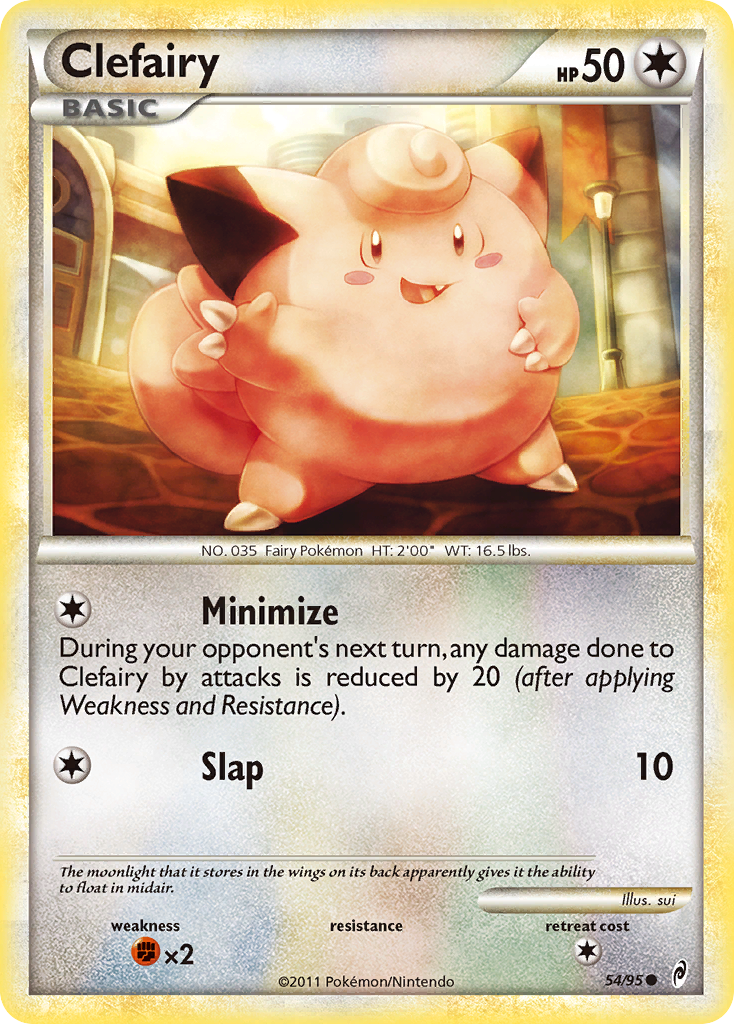 Clefairy
HP 50
BASIC
NO. 035 Fairy Pokémon HT: 2'00" WT: 16.5 lbs.
Minimize
During your opponent's next turn, any damage done to
Clefairy by attacks is reduced by 20 (after applying
Weakness and Resistance).
Slap 10
The moonlight that it stores in the wings on its back apparently gives it the ability
to float in midair.
Illus. sui
weakness resistance retreat cost
×2
©2011 Pokémon/Nintendo
54/95